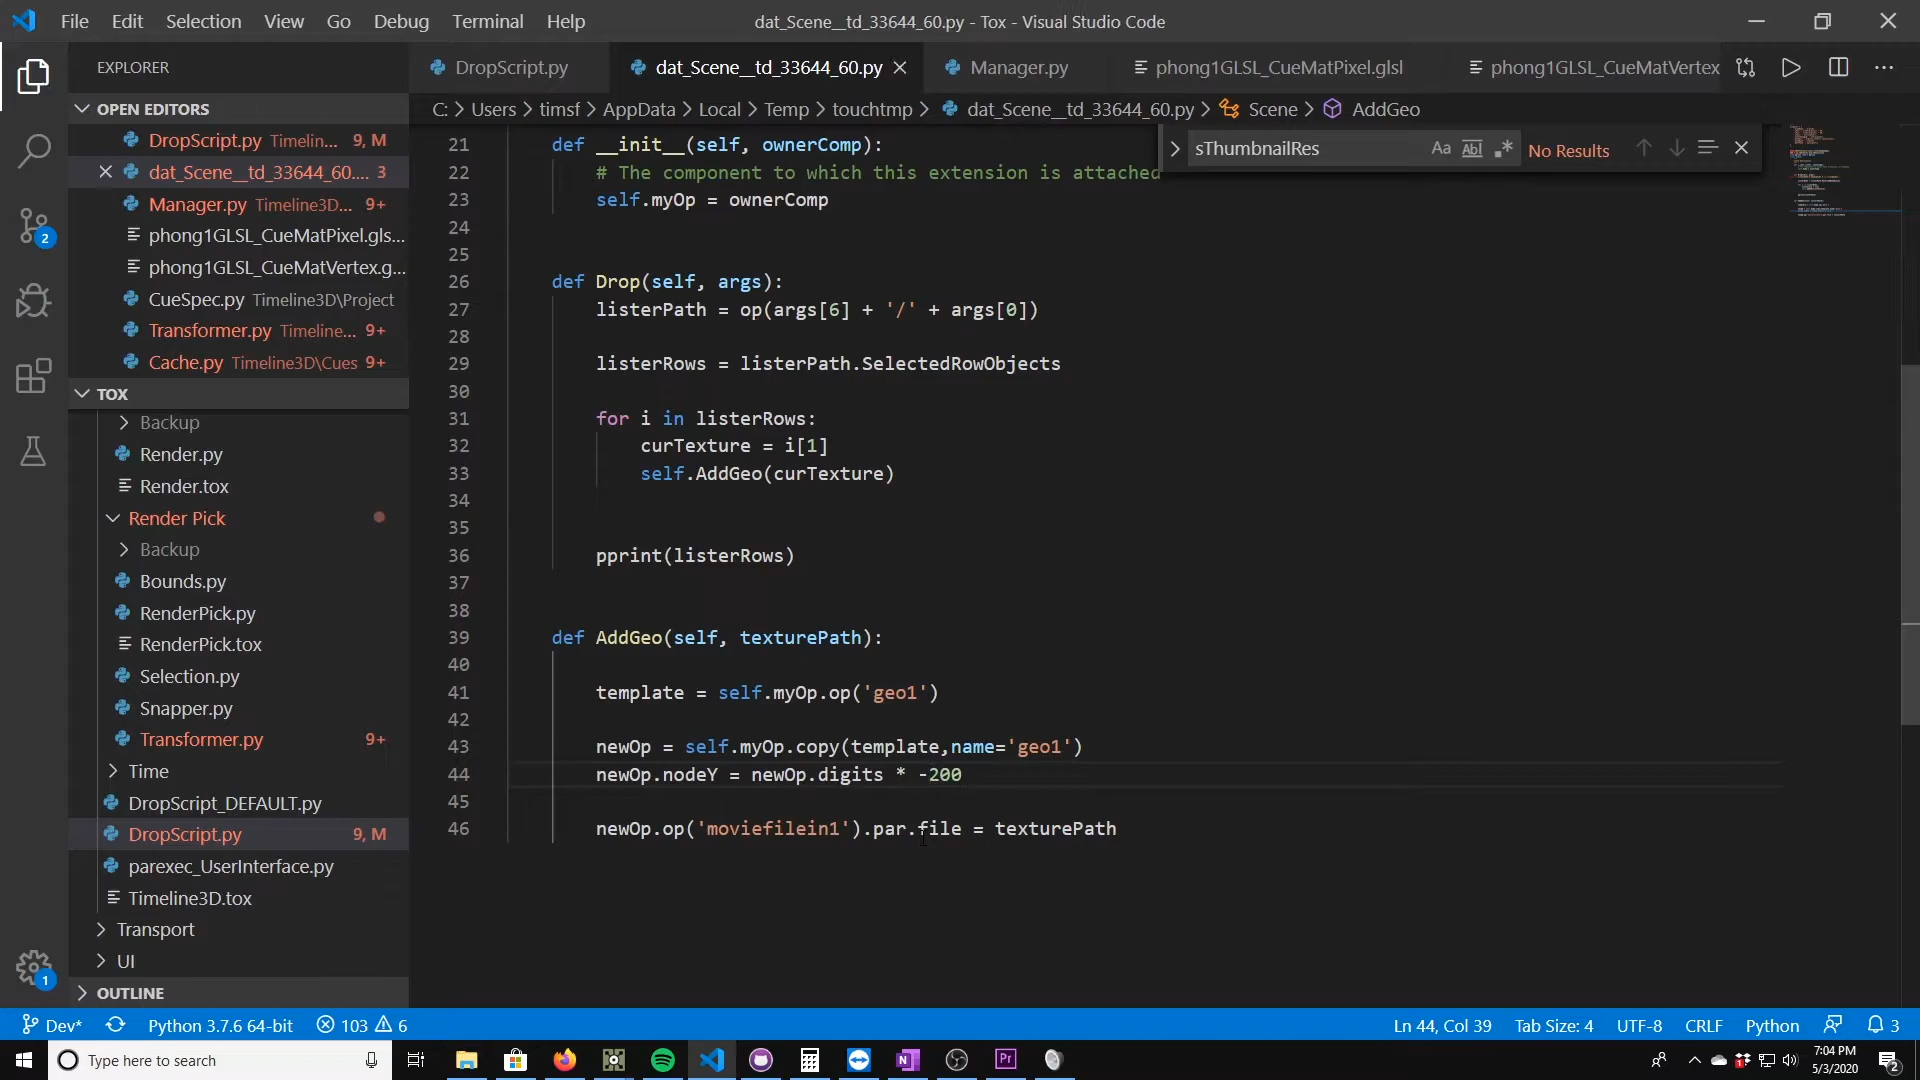 File Edit Selection View Go Debug Terminal Help dat_Scene__td_33644_60.py - Tox - Visual Studio Code
EXPLORER DropScript.py dat_Scene__td_33644_60.py Manager.py phong1GLSL_CueMatPixel.glsl phong1GLSL_CueMatVertex
C: > Users > timsf > AppData > Local > Temp > touchtmp > dat_Scene__td_33644_60.py > Scene > AddGeo
sThumbnailRes Aa Abl .* No Results
OPEN EDITORS
DropScript.py Timelin... 9, M
dat_Scene__td_33644_60.... 3
Manager.py Timeline3D... 9+
phong1GLSL_CueMatPixel.gls...
phong1GLSL_CueMatVertex.g...
CueSpec.py Timeline3D\Project
Transformer.py Timeline... 9+
Cache.py Timeline3D\Cues 9+
TOX
Backup
Render.py
Render.tox
Render Pick
Backup
Bounds.py
RenderPick.py
RenderPick.tox
Selection.py
Snapper.py
Transformer.py 9+
Time
DropScript_DEFAULT.py
DropScript.py 9, M
parexec_UserInterface.py
Timeline3D.tox
Transport
UI
OUTLINE
2
1
21 def __init__(self, ownerComp):
22 # The component to which this extension is attached
23 self.myOp = ownerComp
24
25
26 def Drop(self, args):
27 listerPath = op(args[6] + '/' + args[0])
28
29 listerRows = listerPath.SelectedRowObjects
30
31 for i in listerRows:
32 curTexture = i[1]
33 self.AddGeo(curTexture)
34
35
36 pprint(listerRows)
37
38
39 def AddGeo(self, texturePath):
40
41 template = self.myOp.op('geo1')
42
43 newOp = self.myOp.copy(template,name='geo1')
44 newOp.nodeY = newOp.digits * -200
45
46 newOp.op('moviefilein1').par.file = texturePath
Dev* Python 3.7.6 64-bit 103 6 Ln 44, Col 39 Tab Size: 4 UTF-8 CRLF Python 3
Type here to search Pr 7:04 PM
5/3/2020 2